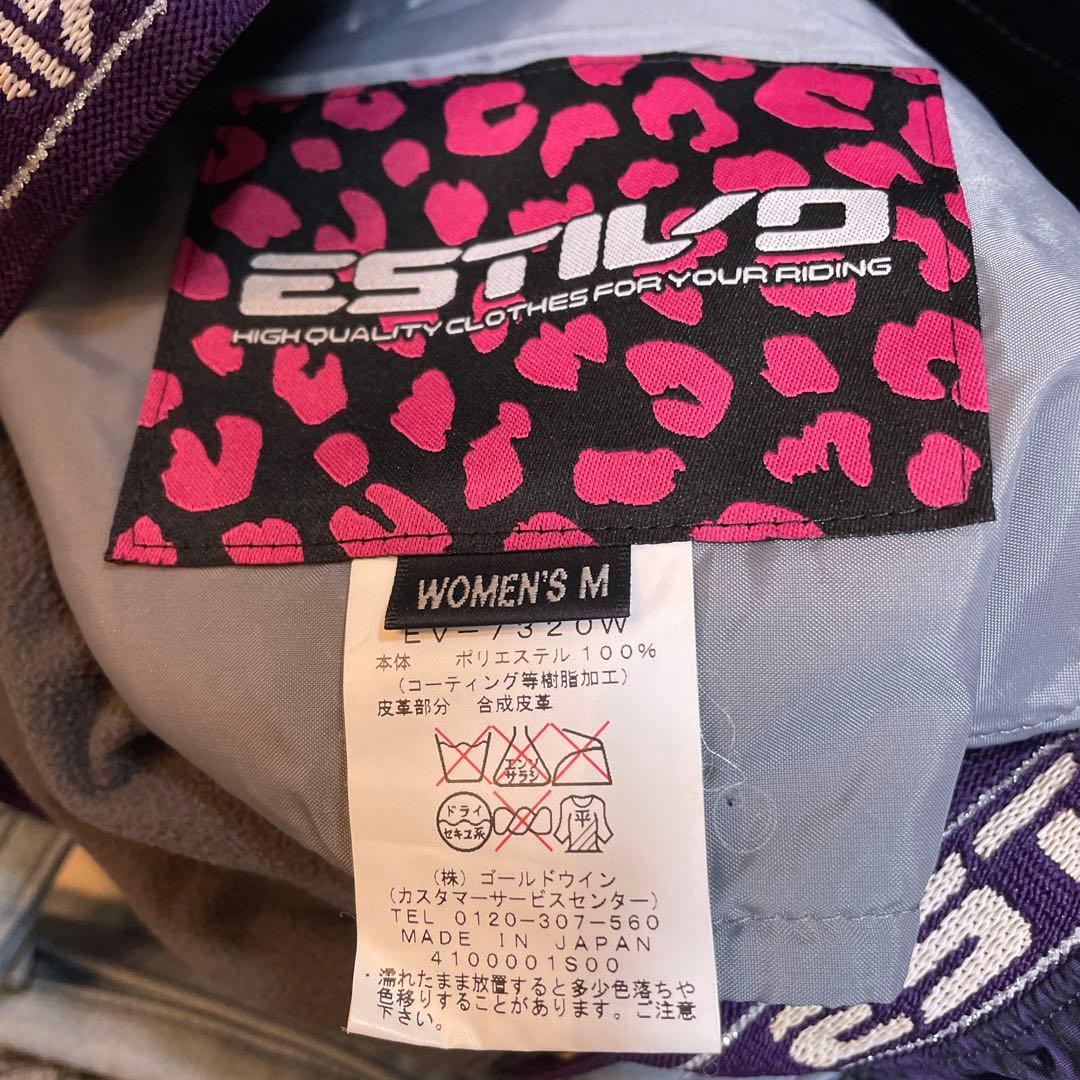 ESTIVO
HIGH QUALITY CLOTHES FOR YOUR RIDING
WOMEN'S M
EV-7320W
本体　ポリエステル100%
(コーティング等樹脂加工)
皮革部分　合成皮革
エンソ
サラシ
ドライ
セキユ系
平
(株)ゴールドウイン
(カスタマーサービスセンター)
TEL 0120-307-560
MADE IN JAPAN
4100001S00
・濡れたまま放置すると多少色落ちや
色移りすることがあります。ご注意
下さい。